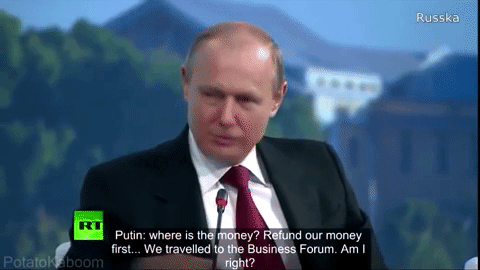 Russka
RT
Putin: where is the money? Refund our money
first... We travelled to the Business Forum. Am I
right?
PotatoKaboom